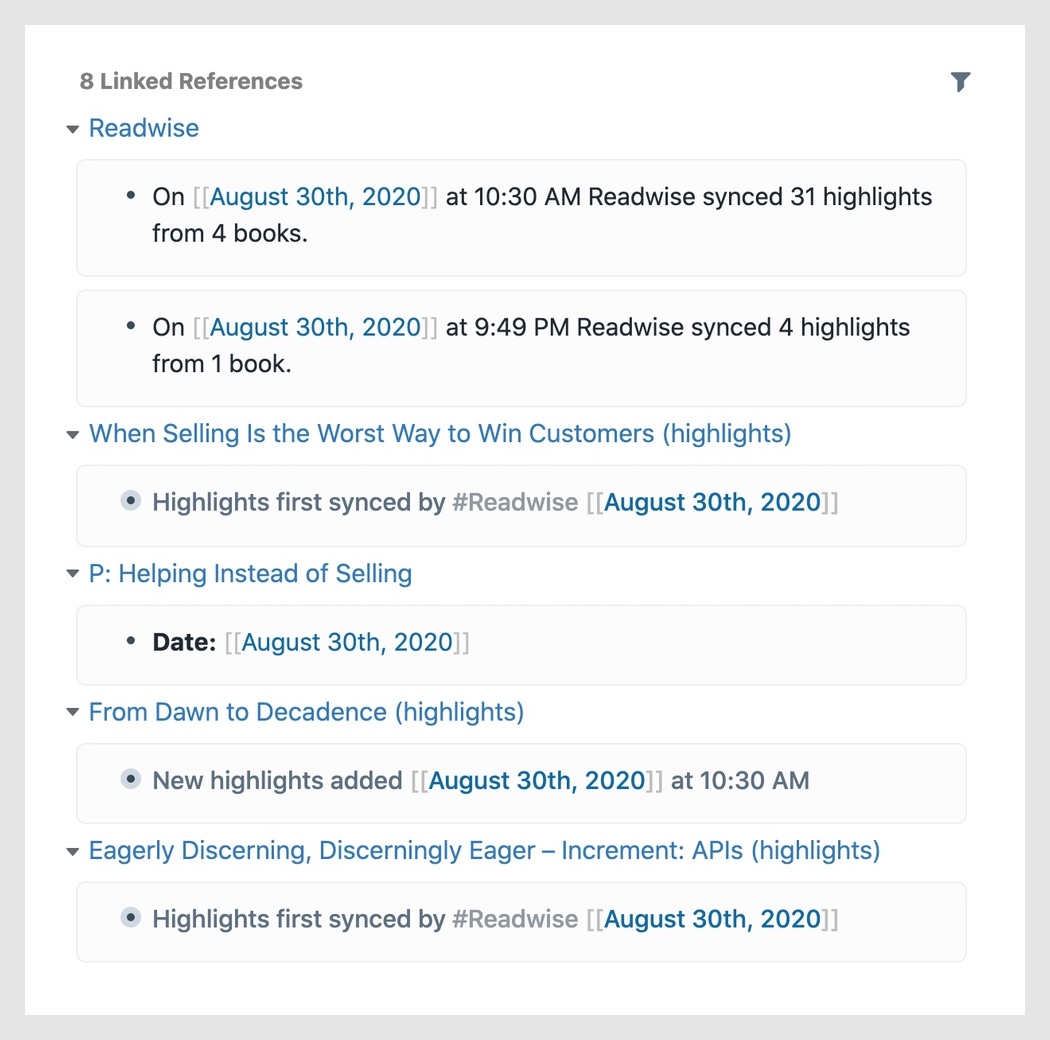 8 Linked References
Readwise
On [[August 30th, 2020]] at 10:30 AM Readwise synced 31 highlights
from 4 books.
On [[August 30th, 2020]] at 9:49 PM Readwise synced 4 highlights
from 1 book.
When Selling Is the Worst Way to Win Customers (highlights)
Highlights first synced by #Readwise [[August 30th, 2020]]
P: Helping Instead of Selling
Date: [[August 30th, 2020]]
From Dawn to Decadence (highlights)
New highlights added [[August 30th, 2020]] at 10:30 AM
Eagerly Discerning, Discerningly Eager – Increment: APIs (highlights)
Highlights first synced by #Readwise [[August 30th, 2020]]